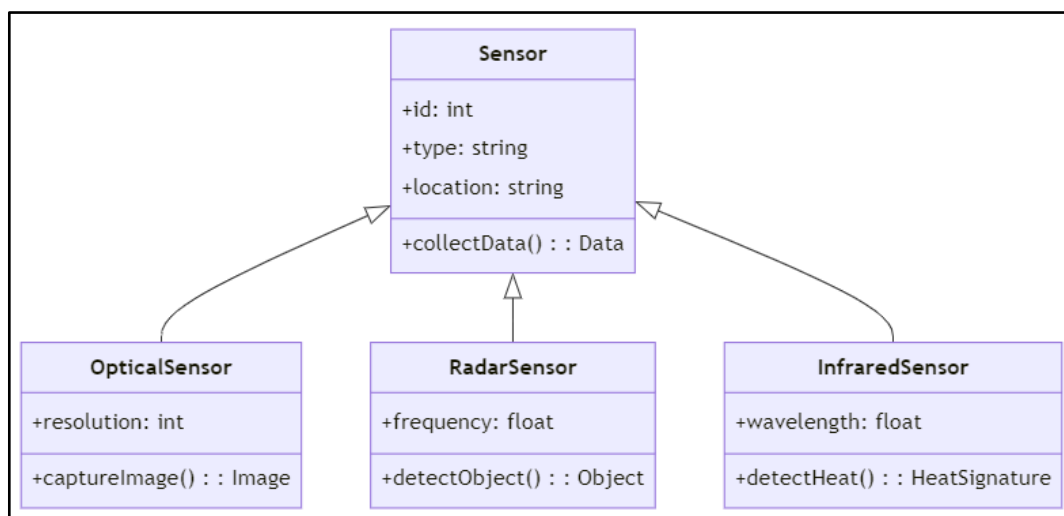 Sensor
+id: int
+type: string
+location: string
+collectData() : : Data
OpticalSensor
+resolution: int
+captureImage() : : Image
RadarSensor
+frequency: float
+detectObject() : : Object
InfraredSensor
+wavelength: float
+detectHeat() : : HeatSignature